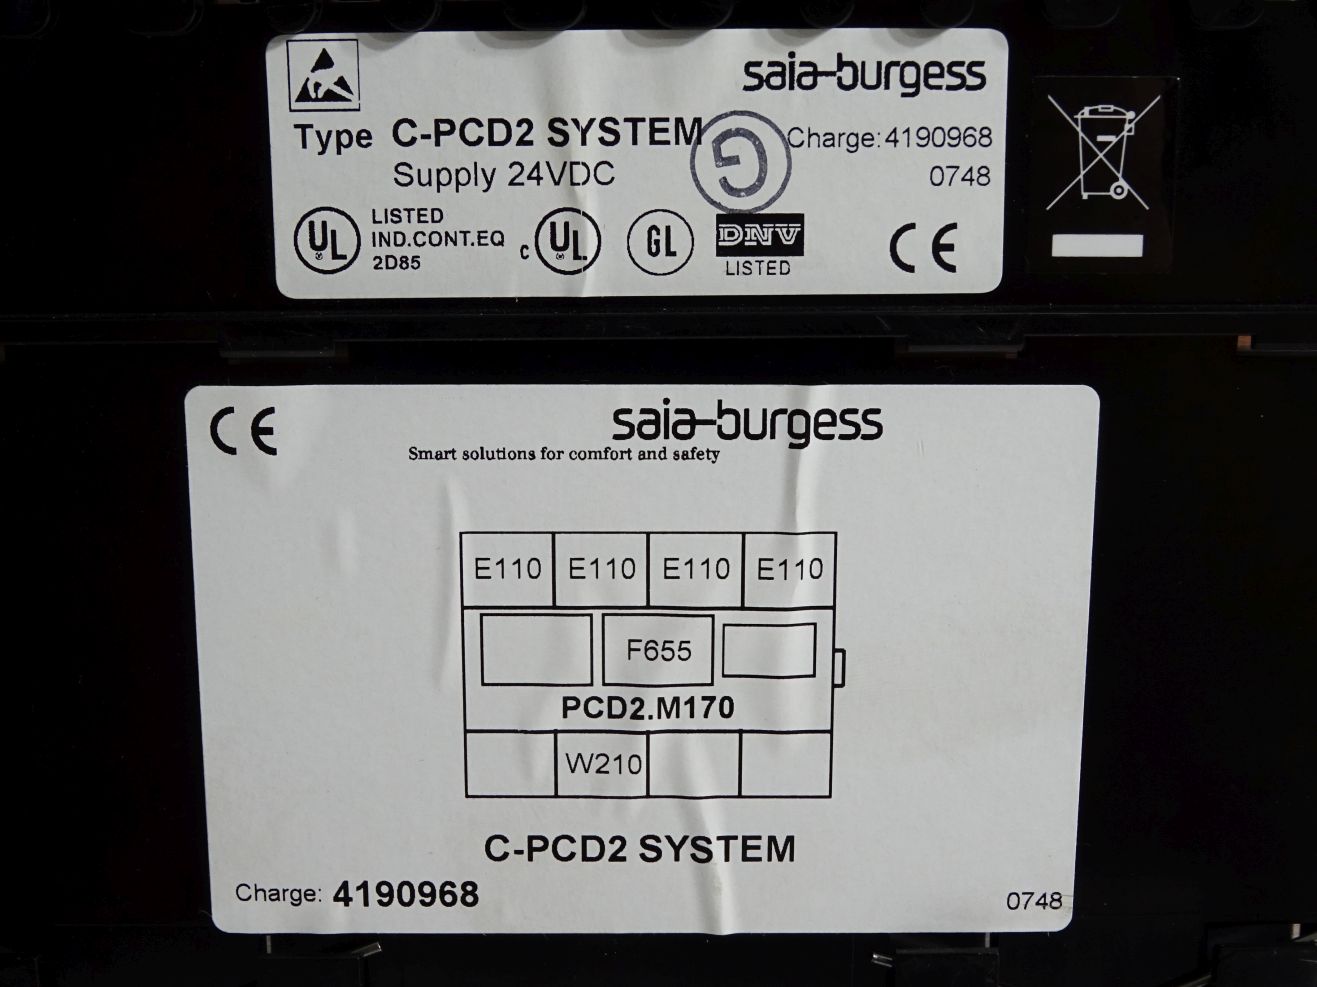 saia-burgess
Type C-PCD2 SYSTEM
Charge: 4190968
Supply 24VDC
0748
G
UL
LISTED
IND.CONT.EQ
2D85
c UL
GL
DNV
LISTED
CE
CE
saia-burgess
Smart solutions for comfort and safety
E110 E110 E110 E110
F655
PCD2.M170
W210
C-PCD2 SYSTEM
Charge: 4190968
0748